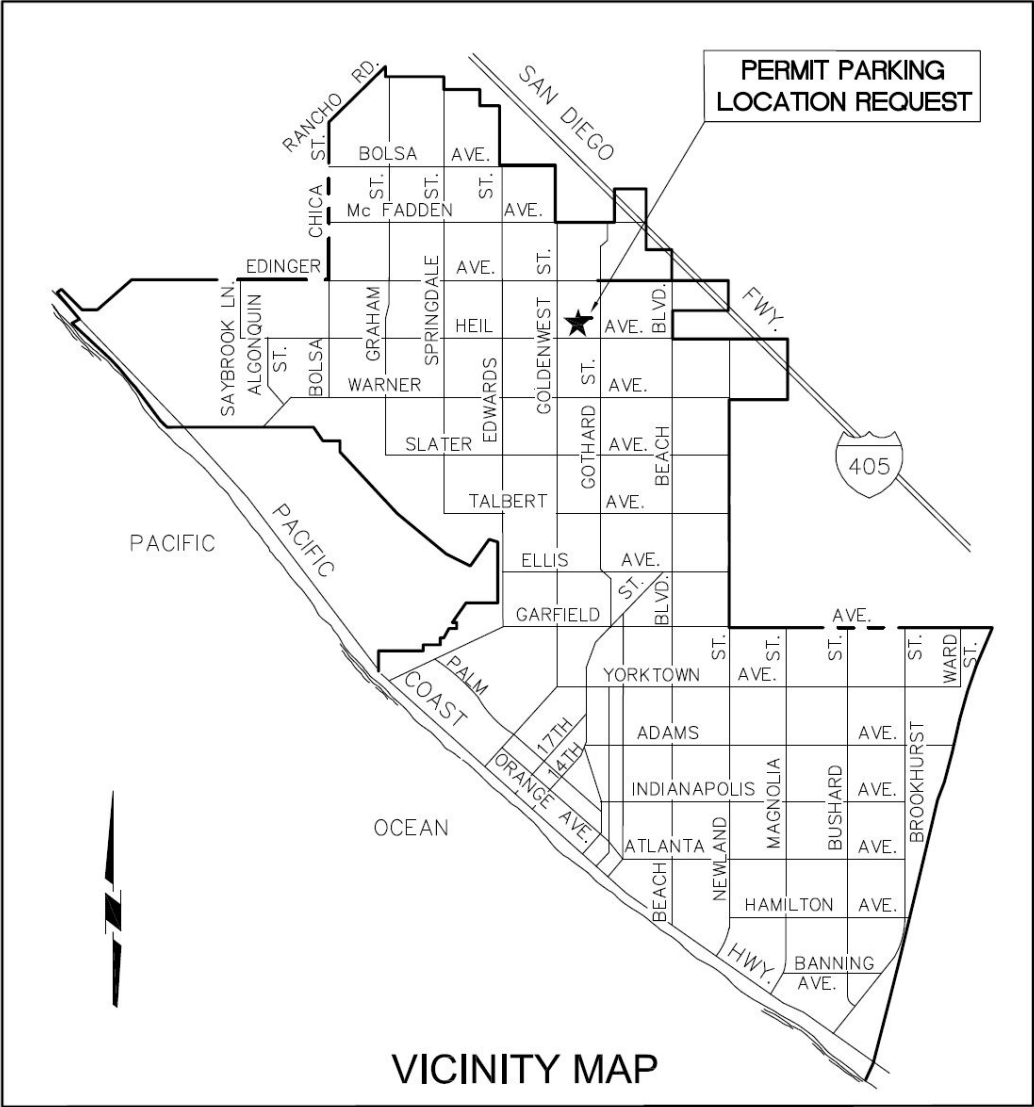 PERMIT PARKING
LOCATION REQUEST
SAN DIEGO
FWY.
405
RANCHO RD.
BOLSA AVE.
Mc FADDEN AVE.
EDINGER AVE.
HEIL AVE.
WARNER AVE.
SLATER AVE.
TALBERT AVE.
ELLIS AVE.
GARFIELD AVE.
YORKTOWN AVE.
ADAMS AVE.
INDIANAPOLIS AVE.
ATLANTA AVE.
HAMILTON AVE.
BANNING
AVE.
SAYBROOK LN.
ALGONQUIN
ST.
BOLSA CHICA ST.
GRAHAM ST.
SPRINGDALE ST.
EDWARDS ST.
GOLDENWEST ST.
GOTHARD ST.
BEACH BLVD.
ST.
BLVD.
BEACH
NEWLAND ST.
MAGNOLIA ST.
BUSHARD ST.
BROOKHURST ST.
WARD
ST.
PALM
17TH
14TH
ORANGE AVE.
PACIFIC
COAST
HWY.
PACIFIC
OCEAN
VICINITY MAP